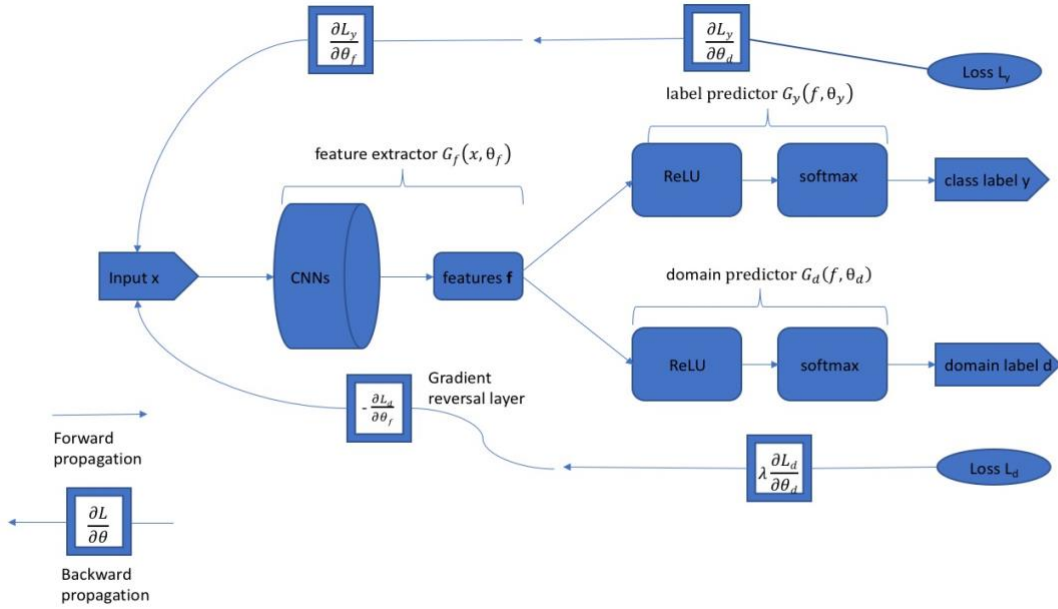 ∂L_y/∂θ_f
∂L_y/∂θ_d
Loss L_y
label predictor G_y(f, θ_y)
feature extractor G_f(x, θ_f)
ReLU
softmax
class label y
Input x
CNNs
features f
domain predictor G_d(f, θ_d)
ReLU
softmax
domain label d
Gradient
reversal layer
- ∂L_d/∂θ_f
Forward
propagation
λ ∂L_d/∂θ_d
Loss L_d
∂L/∂θ
Backward
propagation